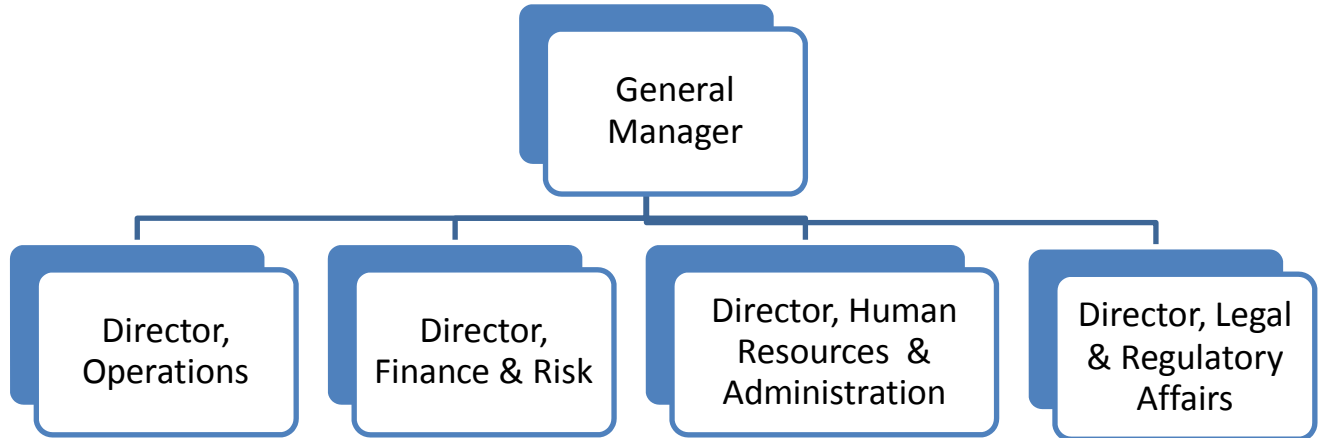 General
Manager
Director,
Operations
Director,
Finance & Risk
Director, Human
Resources &
Administration
Director, Legal
& Regulatory
Affairs